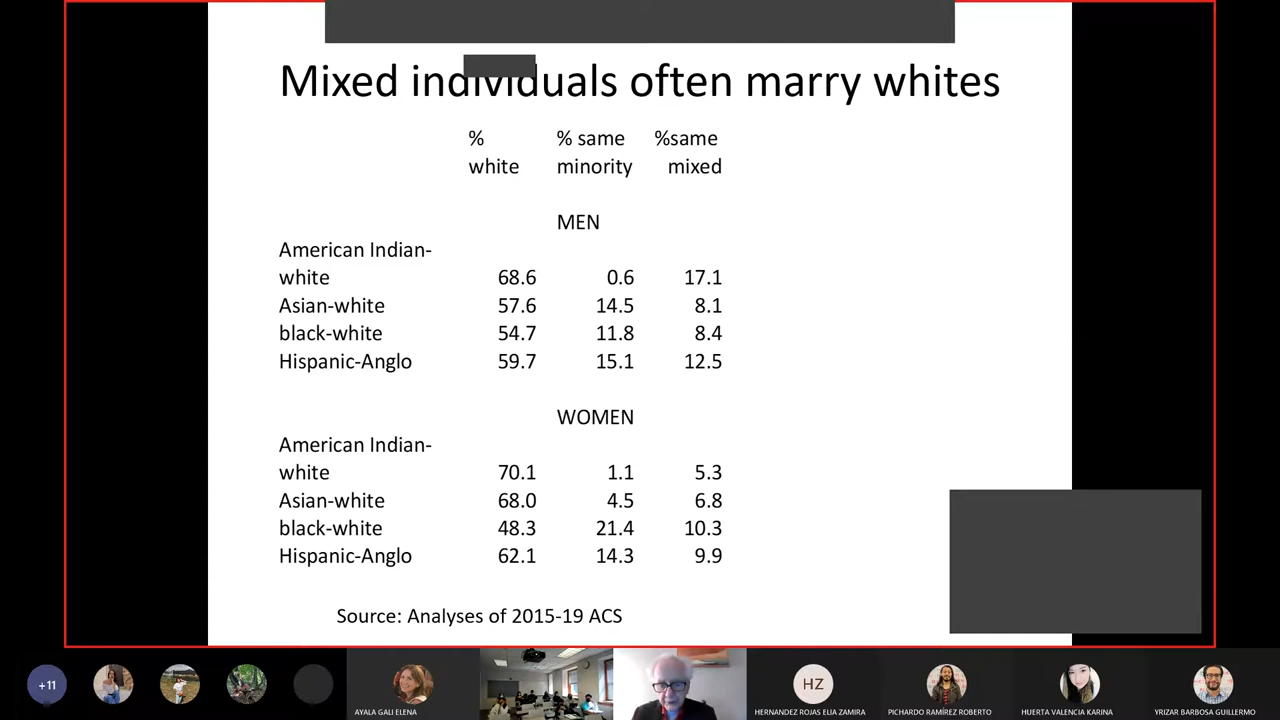 Mixed individuals often marry whites
% % same %same
white minority mixed
MEN
American Indian-
white 68.6 0.6 17.1
Asian-white 57.6 14.5 8.1
black-white 54.7 11.8 8.4
Hispanic-Anglo 59.7 15.1 12.5
WOMEN
American Indian-
white 70.1 1.1 5.3
Asian-white 68.0 4.5 6.8
black-white 48.3 21.4 10.3
Hispanic-Anglo 62.1 14.3 9.9
Source: Analyses of 2015-19 ACS
+11
HZ
AYALA GALI ELENA
HERNANDEZ ROJAS ELIA ZAMIRA
PICHARDO RAMÍREZ ROBERTO
HUERTA VALENCIA KARINA
YRIZAR BARBOSA GUILLERMO